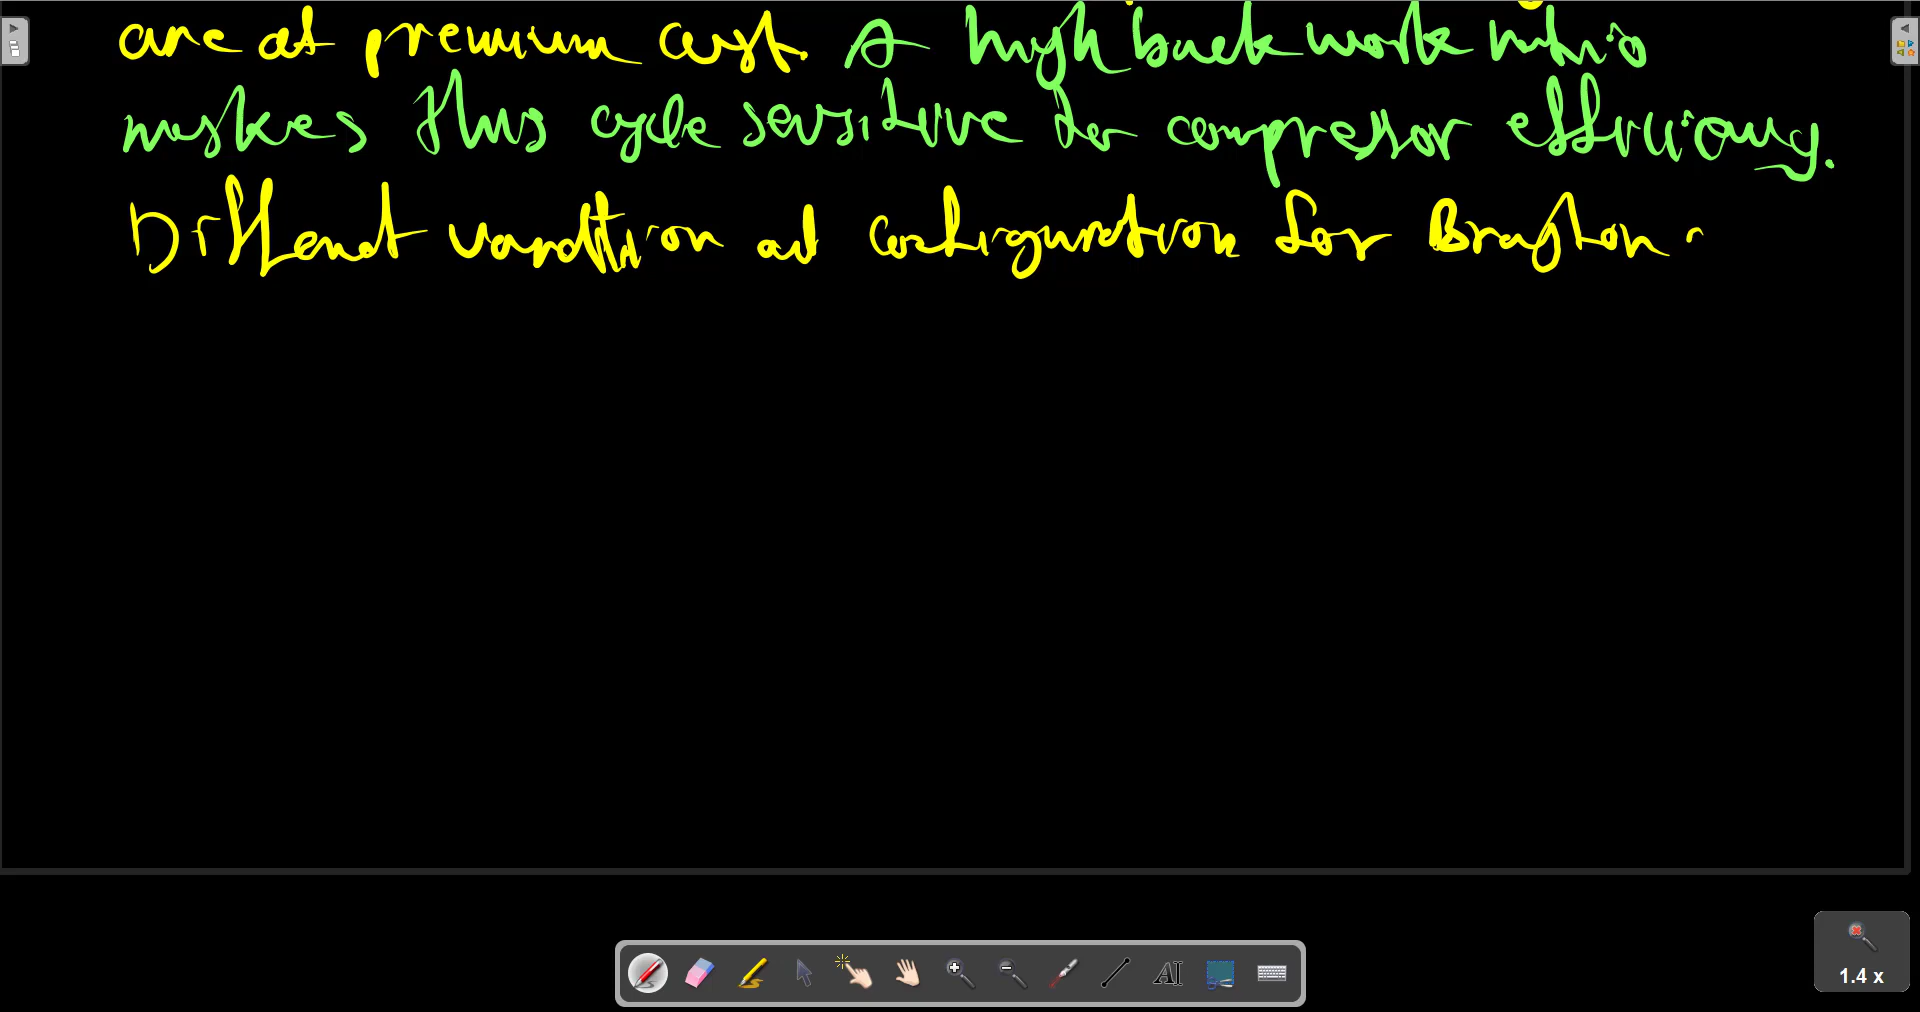 are at premium cost. A high back work ratio
makes this cycle sensitive for compressor efficiency.
Different variation and configuration for Brayton
1.4 x